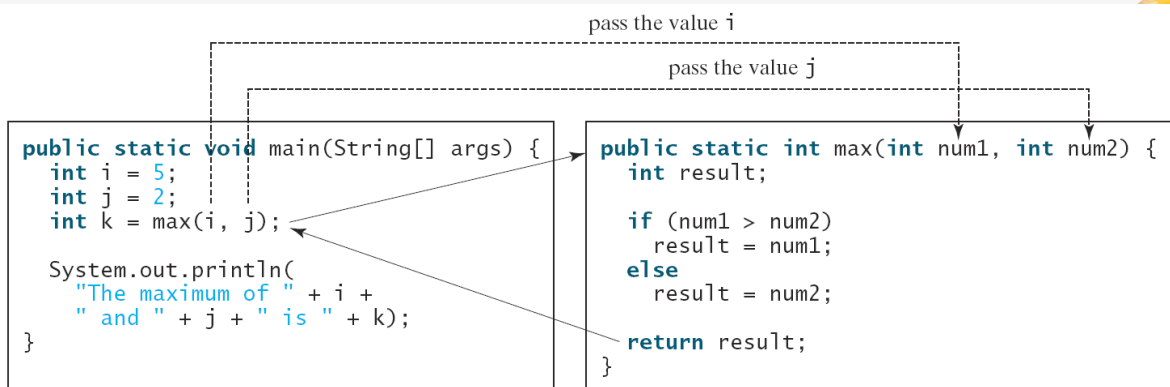 pass the value i
pass the value j
public static void main(String[] args) {
  int i = 5;
  int j = 2;
  int k = max(i, j);

  System.out.println(
    "The maximum of " + i +
    " and " + j + " is " + k);
}
public static int max(int num1, int num2) {
  int result;

  if (num1 > num2)
    result = num1;
  else
    result = num2;

  return result;
}